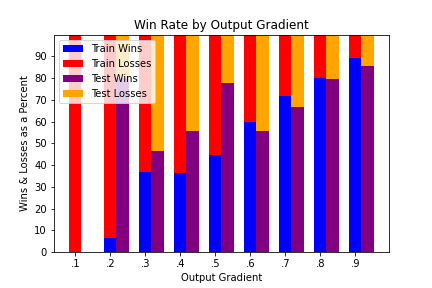 Win Rate by Output Gradient
Train Wins
Train Losses
Test Wins
Test Losses
Wins & Losses as a Percent
90
80
70
60
50
40
30
20
10
0
.1 .2 .3 .4 .5 .6 .7 .8 .9
Output Gradient